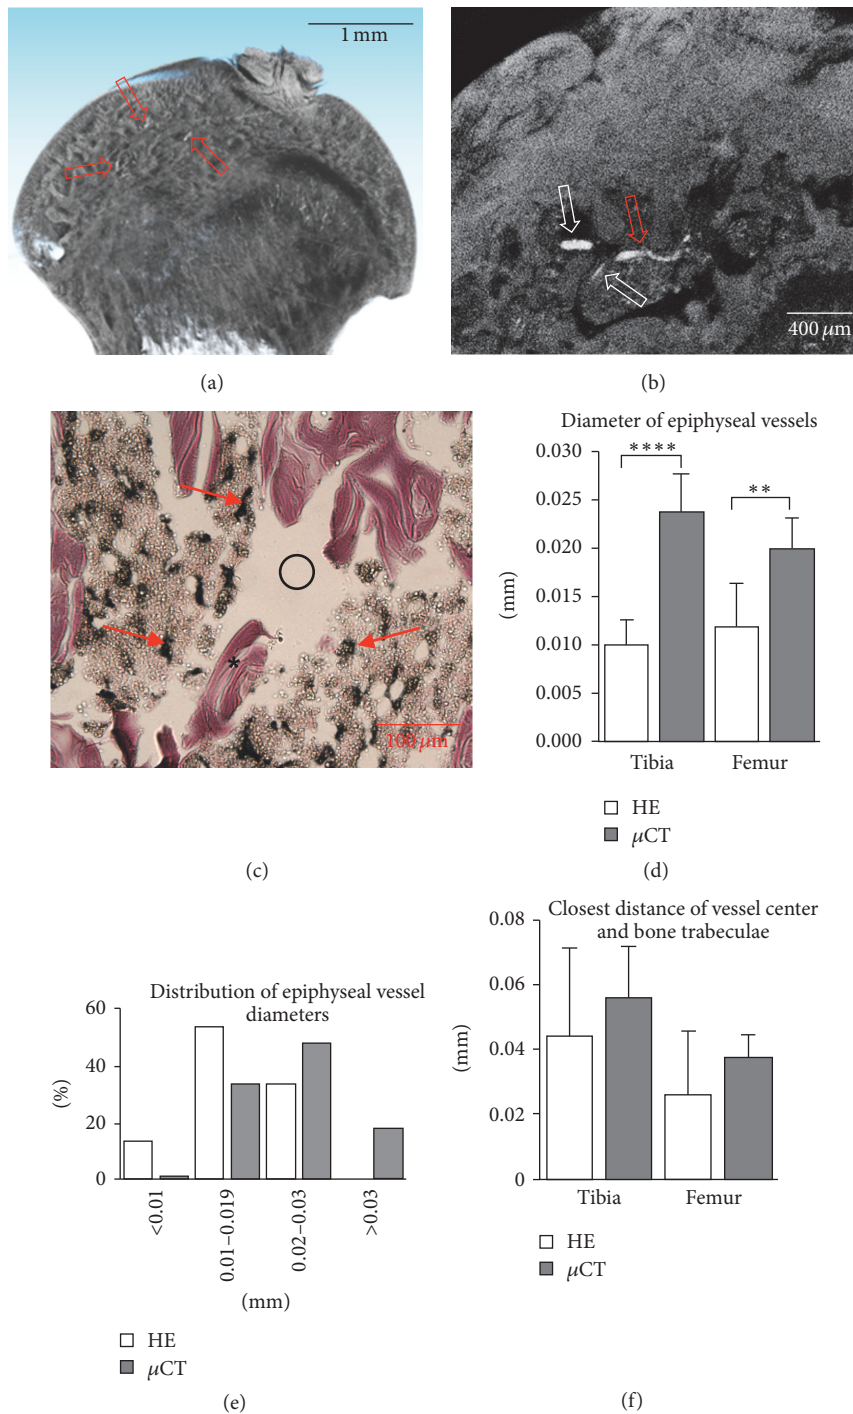 1 mm
(a)
400 µm
(b)
*
100 µm
(c)
Diameter of epiphyseal vessels
0.030
0.025
0.020
0.015
0.010
0.005
0.000
(mm)
****
**
Tibia
Femur
HE
µCT
(d)
Distribution of epiphyseal vessel
diameters
60
40
20
0
(%)
<0.01
0.01–0.019
0.02–0.03
>0.03
(mm)
HE
µCT
(e)
Closest distance of vessel center
and bone trabeculae
0.08
0.06
0.04
0.02
0
(mm)
Tibia
Femur
HE
µCT
(f)